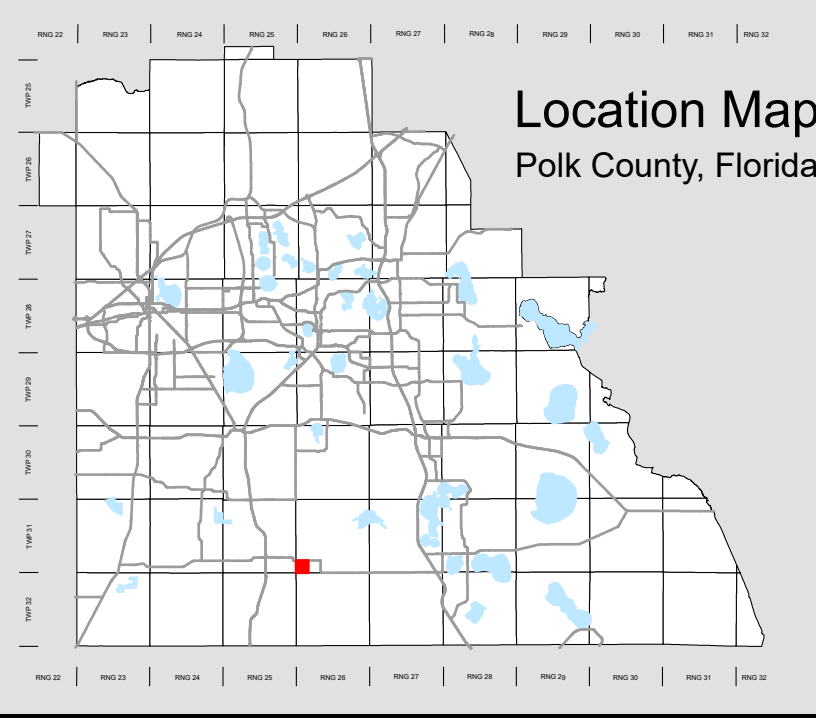 RNG 22 RNG 23 RNG 24 RNG 25 RNG 26 RNG 27 RNG 28 RNG 29 RNG 30 RNG 31 RNG 32
TWP 25
Location Map
Polk County, Florida
TWP 26
TWP 27
TWP 28
TWP 29
TWP 30
TWP 31
TWP 32
RNG 22 RNG 23 RNG 24 RNG 25 RNG 26 RNG 27 RNG 28 RNG 29 RNG 30 RNG 31 RNG 32